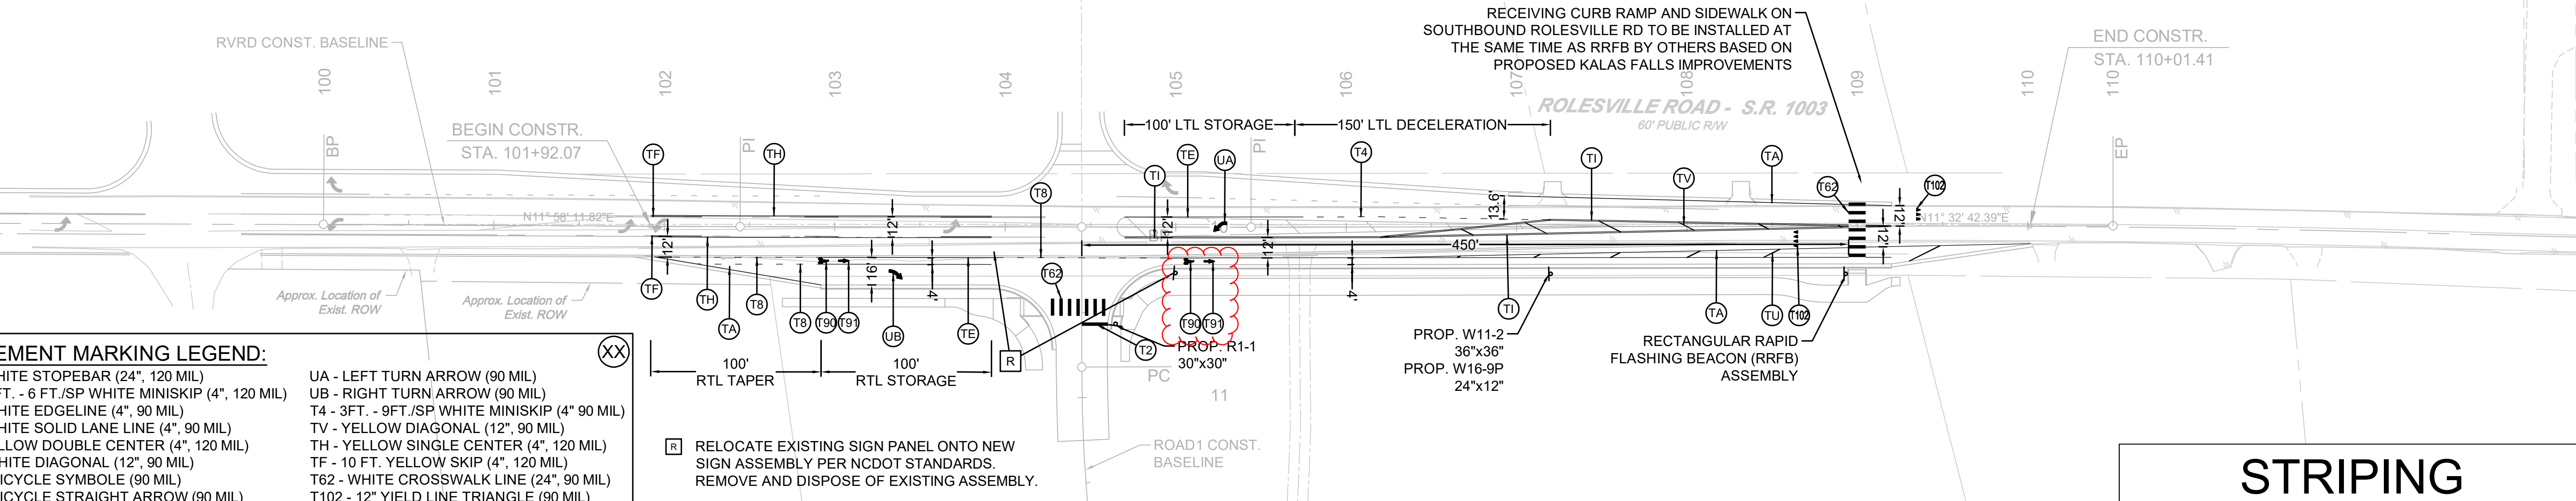 RECEIVING CURB RAMP AND SIDEWALK ON
SOUTHBOUND ROLESVILLE RD TO BE INSTALLED AT
THE SAME TIME AS RRFB BY OTHERS BASED ON
PROPOSED KALAS FALLS IMPROVEMENTS
RVRD CONST. BASELINE
END CONSTR.
STA. 110+01.41
100
101
102
103
104
105
106
107
108
109
110
110
ROLESVILLE ROAD - S.R. 1003
60' PUBLIC R/W
BEGIN CONSTR.
STA. 101+92.07
100' LTL STORAGE
150' LTL DECELERATION
BP
PI
PI
EP
TF
TH
T8
TI
TE
UA
T4
TI
TV
TA
T62
T102
N11° 58' 11.82"E
N11° 32' 42.39"E
12'
12'
12'
12'
13.6'
12'
12'
450'
16'
4'
4'
Approx. Location of
Exist. ROW
Approx. Location of
Exist. ROW
TF
TH
TA
T8
T8
T90
T91
UB
TE
T62
T90
T91
TI
TA
TU
T102
R
T2
PROP. R1-1
30"x30"
PC
11
PROP. W11-2
36"x36"
PROP. W16-9P
24"x12"
RECTANGULAR RAPID
FLASHING BEACON (RRFB)
ASSEMBLY
100'
RTL TAPER
100'
RTL STORAGE
EMENT MARKING LEGEND:
XX
HITE STOPEBAR (24", 120 MIL)
FT. - 6 FT./SP WHITE MINISKIP (4", 120 MIL)
HITE EDGELINE (4", 90 MIL)
HITE SOLID LANE LINE (4", 90 MIL)
LLOW DOUBLE CENTER (4", 120 MIL)
HITE DIAGONAL (12", 90 MIL)
ICYCLE SYMBOLE (90 MIL)
ICYCLE STRAIGHT ARROW (90 MIL)
UA - LEFT TURN ARROW (90 MIL)
UB - RIGHT TURN ARROW (90 MIL)
T4 - 3FT. - 9FT./SP WHITE MINISKIP (4" 90 MIL)
TV - YELLOW DIAGONAL (12", 90 MIL)
TH - YELLOW SINGLE CENTER (4", 120 MIL)
TF - 10 FT. YELLOW SKIP (4", 120 MIL)
T62 - WHITE CROSSWALK LINE (24", 90 MIL)
T102 - 12" YIELD LINE TRIANGLE (90 MIL)
R RELOCATE EXISTING SIGN PANEL ONTO NEW
SIGN ASSEMBLY PER NCDOT STANDARDS.
REMOVE AND DISPOSE OF EXISTING ASSEMBLY.
ROAD1 CONST.
BASELINE
STRIPING